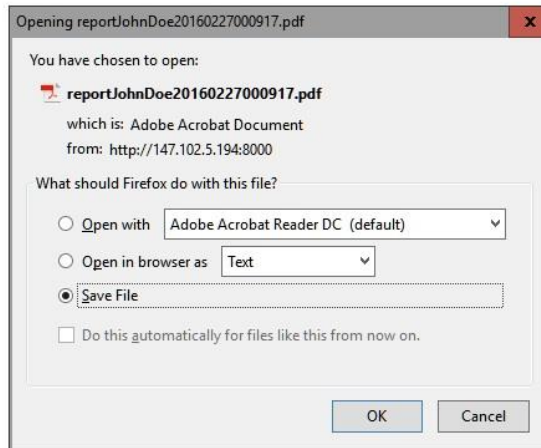 Opening reportJohnDoe20160227000917.pdf
x
You have chosen to open:
reportJohnDoe20160227000917.pdf
which is: Adobe Acrobat Document
from: http://147.102.5.194:8000
What should Firefox do with this file?
Open with Adobe Acrobat Reader DC (default)
Open in browser as Text
Save File
Do this automatically for files like this from now on.
OK Cancel